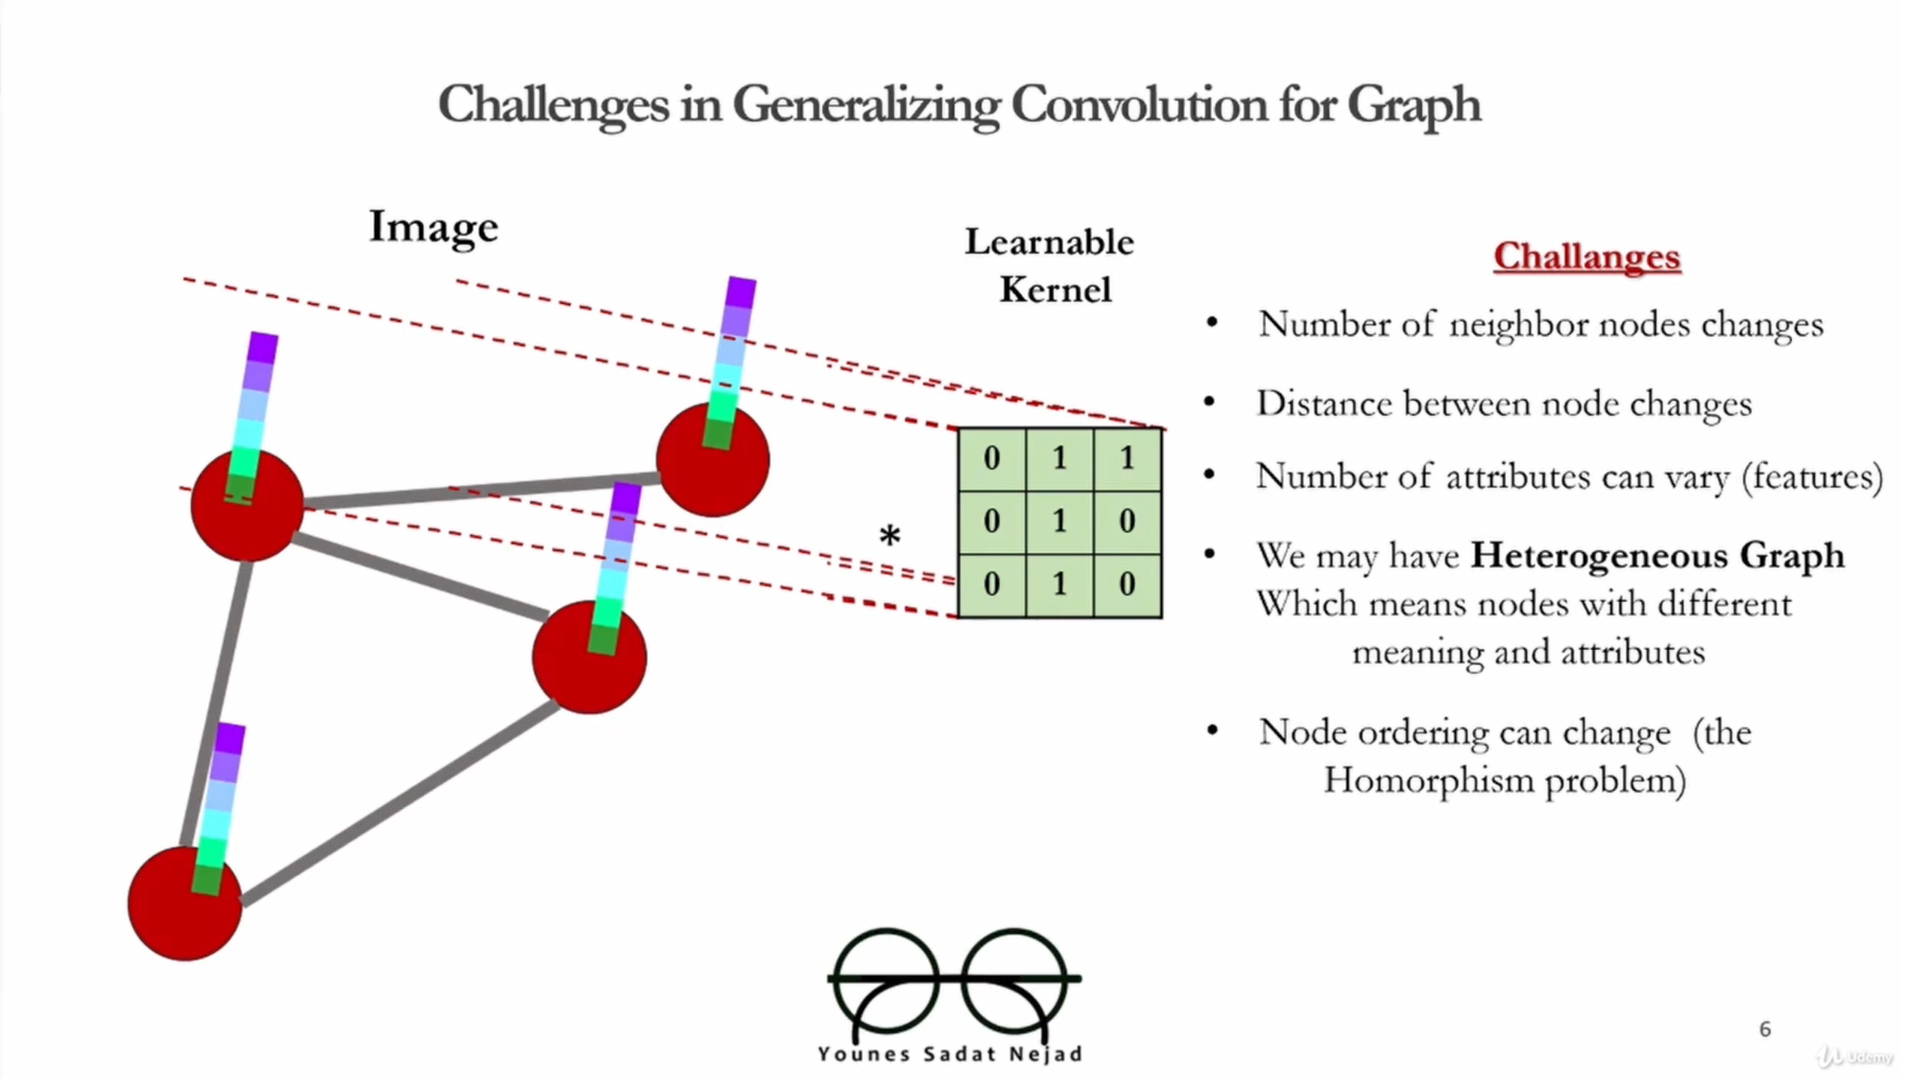 Challenges in Generalizing Convolution for Graph
Image
Learnable
Kernel
0 1 1
0 1 0
0 1 0
*
Challanges
• Number of neighbor nodes changes
• Distance between node changes
• Number of attributes can vary (features)
• We may have Heterogeneous Graph
Which means nodes with different
meaning and attributes
• Node ordering can change (the
Homorphism problem)
Younes Sadat Nejad
6
Udemy